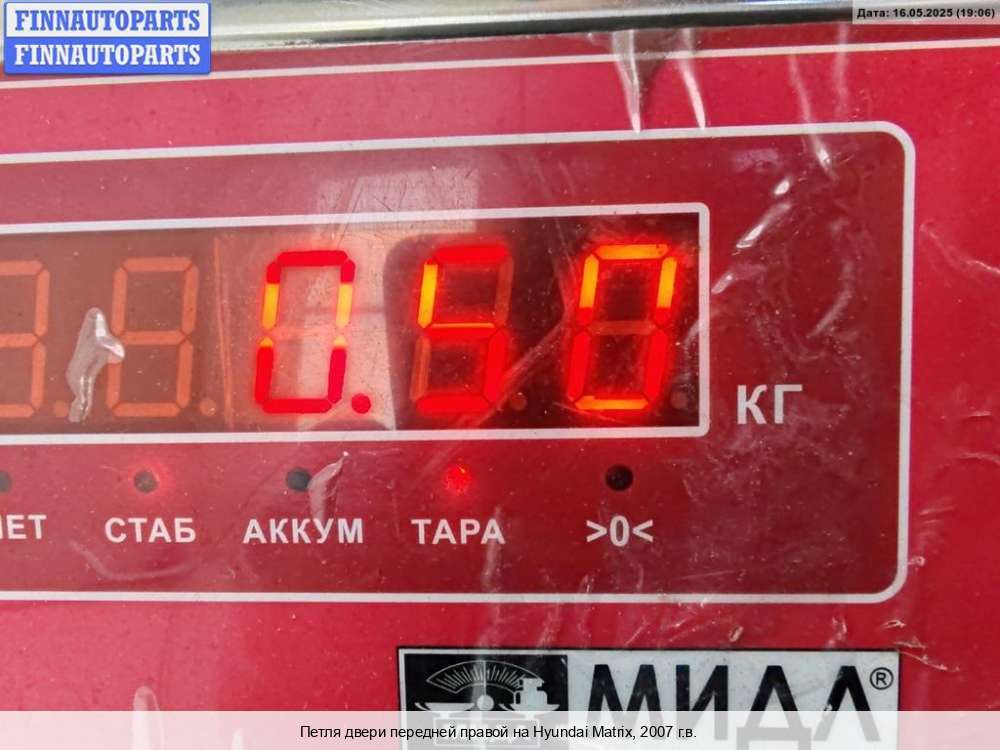 FINNAUTOPARTS
FINNAUTOPARTS
Дата: 16.05.2025 (19:06)
0.50
КГ
СТАБ АККУМ ТАРА >0<
МИДЛ®
Петля двери передней правой на Hyundai Matrix, 2007 г.в.